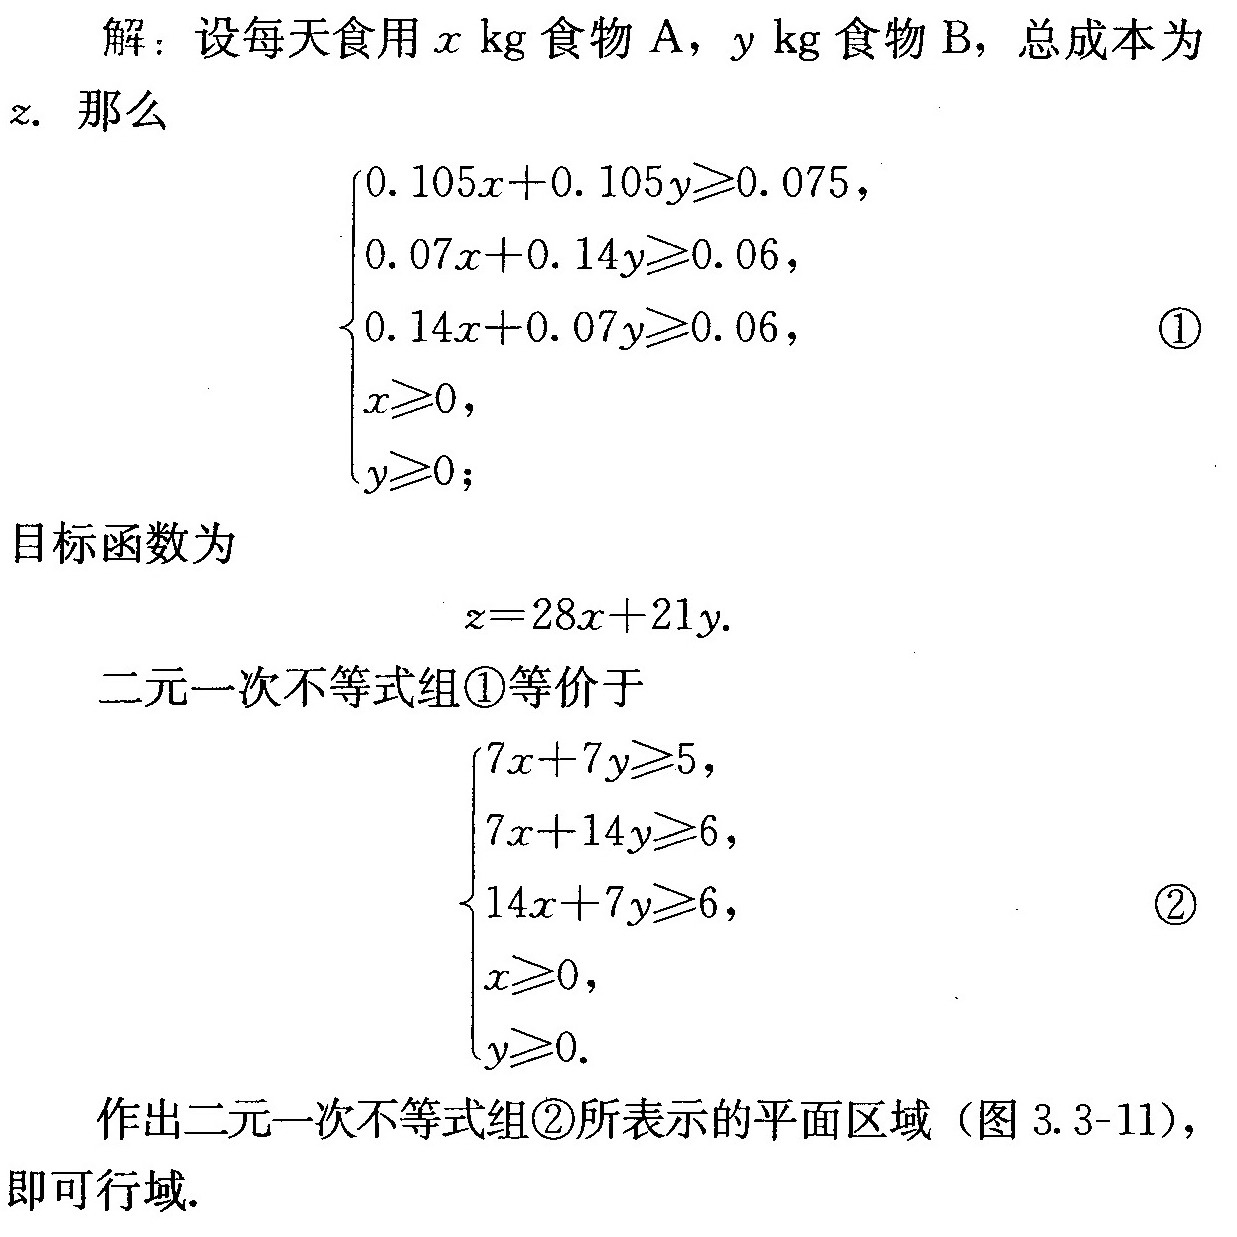 解：设每天食用 x kg 食物 A，y kg 食物 B，总成本为
z. 那么
0.105x+0.105y⩾0.075,
0.07x+0.14y⩾0.06,
0.14x+0.07y⩾0.06,
①
x⩾0,
y⩾0;
目标函数为
z=28x+21y.
二元一次不等式组①等价于
7x+7y⩾5,
7x+14y⩾6,
14x+7y⩾6,
②
x⩾0,
y⩾0.
作出二元一次不等式组②所表示的平面区域（图 3.3-11），
即可行域.